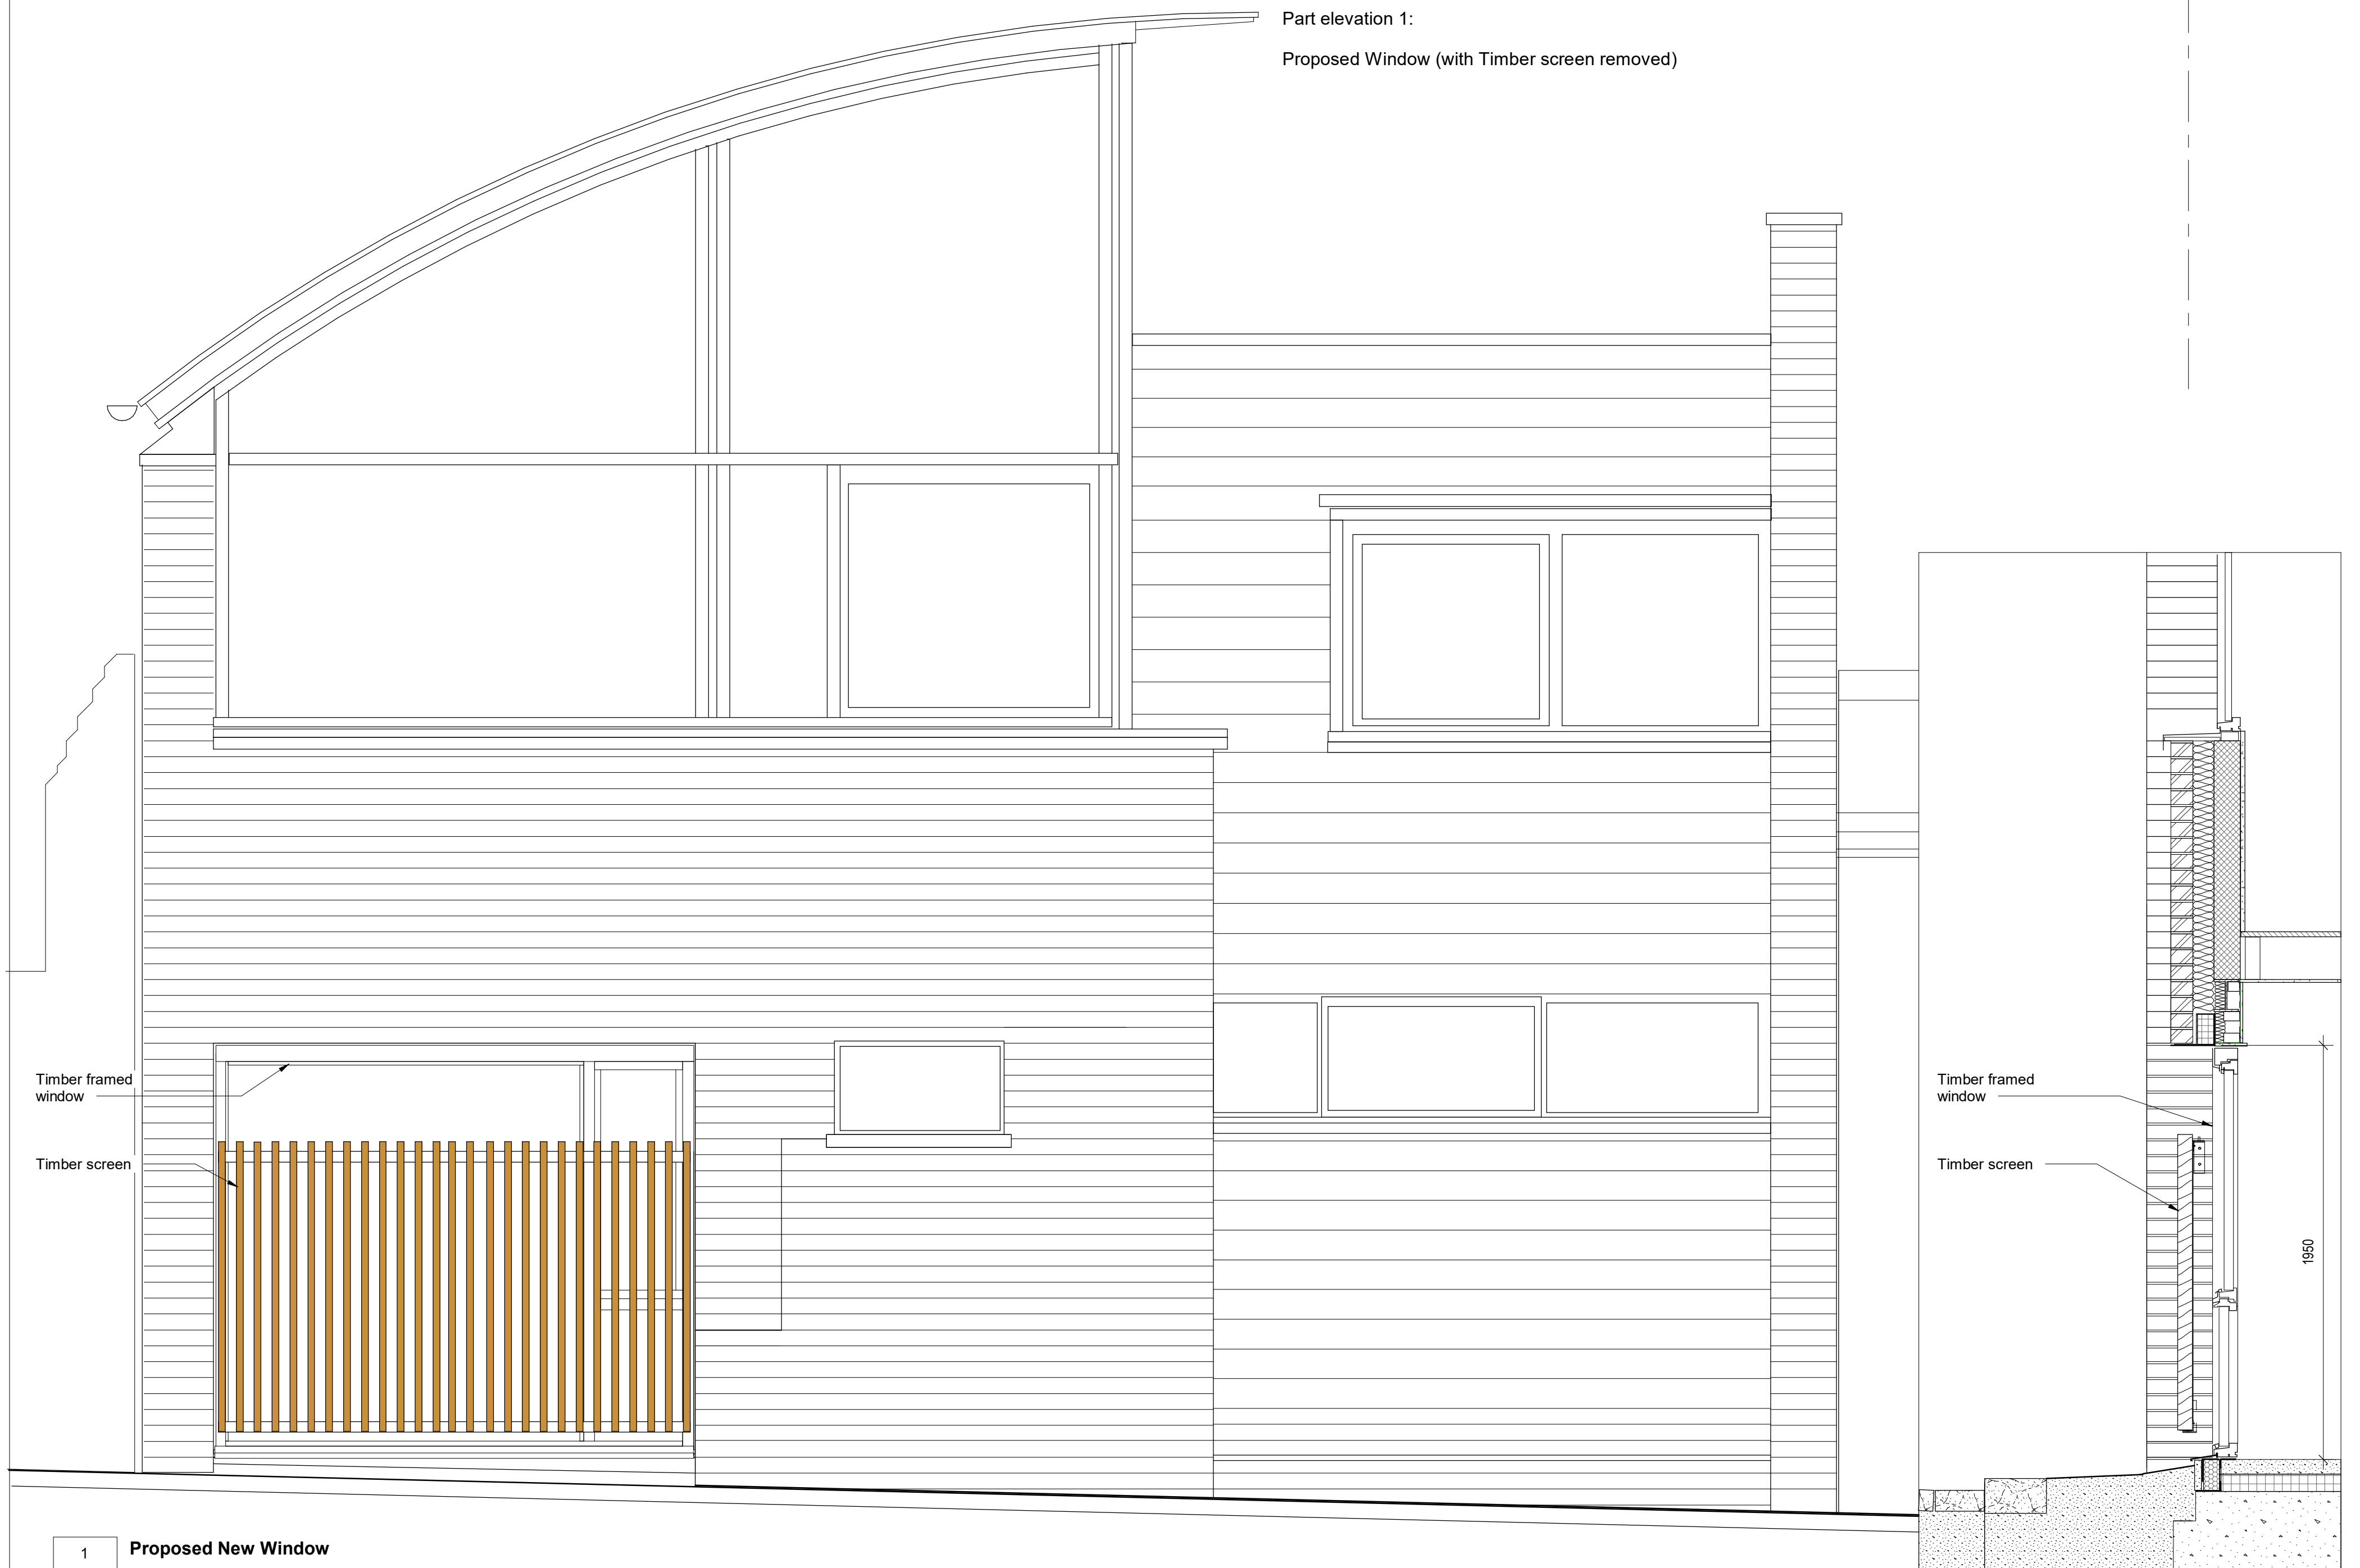 Part elevation 1:
Proposed Window (with Timber screen removed)
Timber framed
window
Timber screen
Timber framed
window
Timber screen
1950
1
Proposed New Window